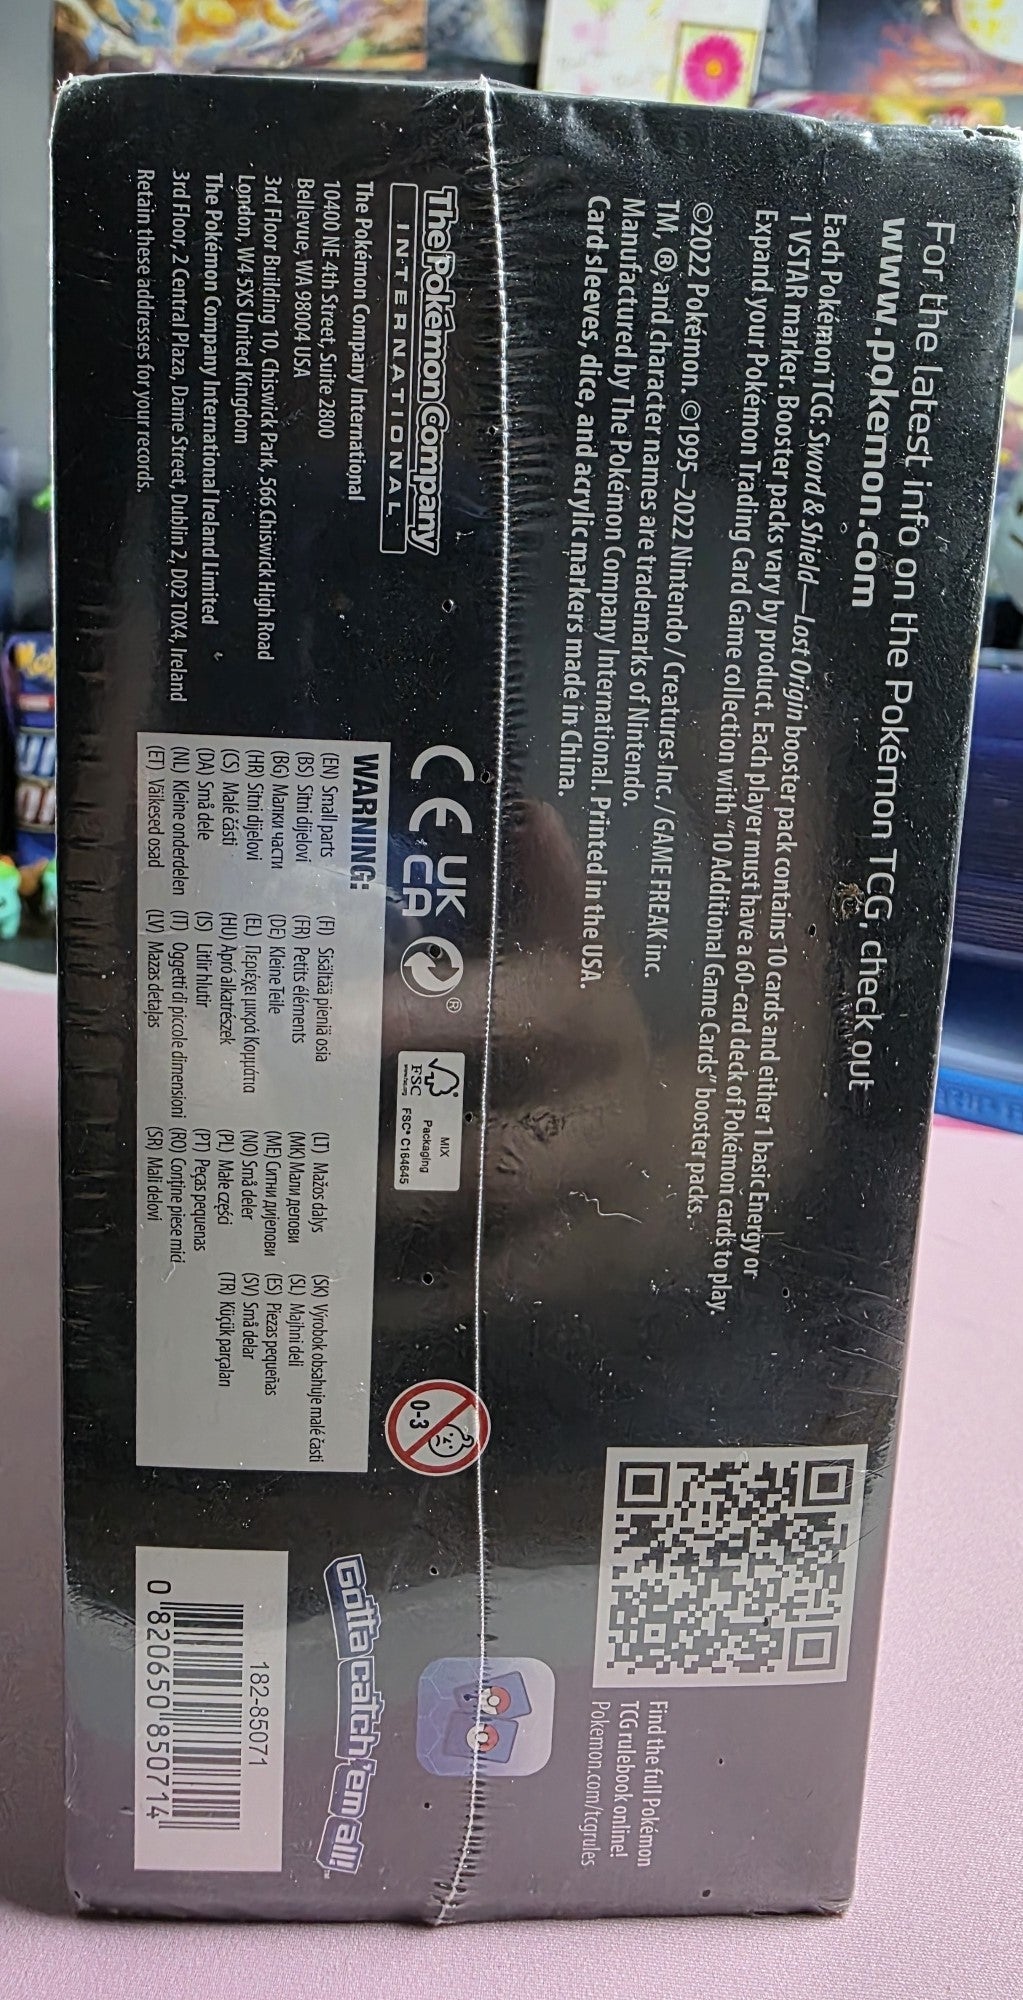 For the latest info on the Pokémon TCG, check out
www.pokemon.com
Each Pokémon TCG: Sword & Shield—Lost Origin booster pack contains 10 cards and either 1 basic Energy or
1 VSTAR marker. Booster packs vary by product. Each player must have a 60-card deck of Pokémon cards to play.
Expand your Pokémon Trading Card Game collection with "10 Additional Game Cards" booster packs.
©2022 Pokémon. ©1995–2022 Nintendo / Creatures Inc. / GAME FREAK inc.
TM, ®, and character names are trademarks of Nintendo.
Manufactured by The Pokémon Company International. Printed in the USA.
Card sleeves, dice, and acrylic markers made in China.
Find the full Pokémon
TCG rulebook online!
Pokemon.com/tcgrules
The Pokémon Company
INTERNATIONAL
The Pokémon Company International
10400 NE 4th Street, Suite 2800
Bellevue, WA 98004 USA
3rd Floor Building 10, Chiswick Park, 566 Chiswick High Road
London, W4 5XS United Kingdom
The Pokémon Company International Ireland Limited
3rd Floor, 2 Central Plaza, Dame Street, Dublin 2, D02 T0X4, Ireland
Retain these addresses for your records.
CE UK
CA
®
FSC
MIX
Packaging
FSC® C164645
0-3
WARNING:
(EN) Small parts
(BS) Sitni dijelovi
(BG) Малки части
(HR) Sitni dijelovi
(CS) Malé části
(DA) Små dele
(NL) Kleine onderdelen
(ET) Väikesed osad
(FI) Sisältää pieniä osia
(FR) Petits éléments
(DE) Kleine Teile
(EL) Περιέχει μικρά Κομμάτια
(HU) Apró alkatrészek
(IS) Litlir hlutir
(IT) Oggetti di piccole dimensioni
(LV) Mazas detaļas
(LT) Mažos dalys
(MK) Мали делови
(ME) Ситни дијелови
(NO) Små deler
(PL) Małe części
(PT) Peças pequenas
(RO) Conţine piese mici
(SR) Mali delovi
(SK) Výrobok obsahuje malé časti
(SL) Majhni deli
(ES) Piezas pequeñas
(SV) Små delar
(TR) Küçük parçaları
Gotta catch 'em all!™
182-85071
0 820650 850714